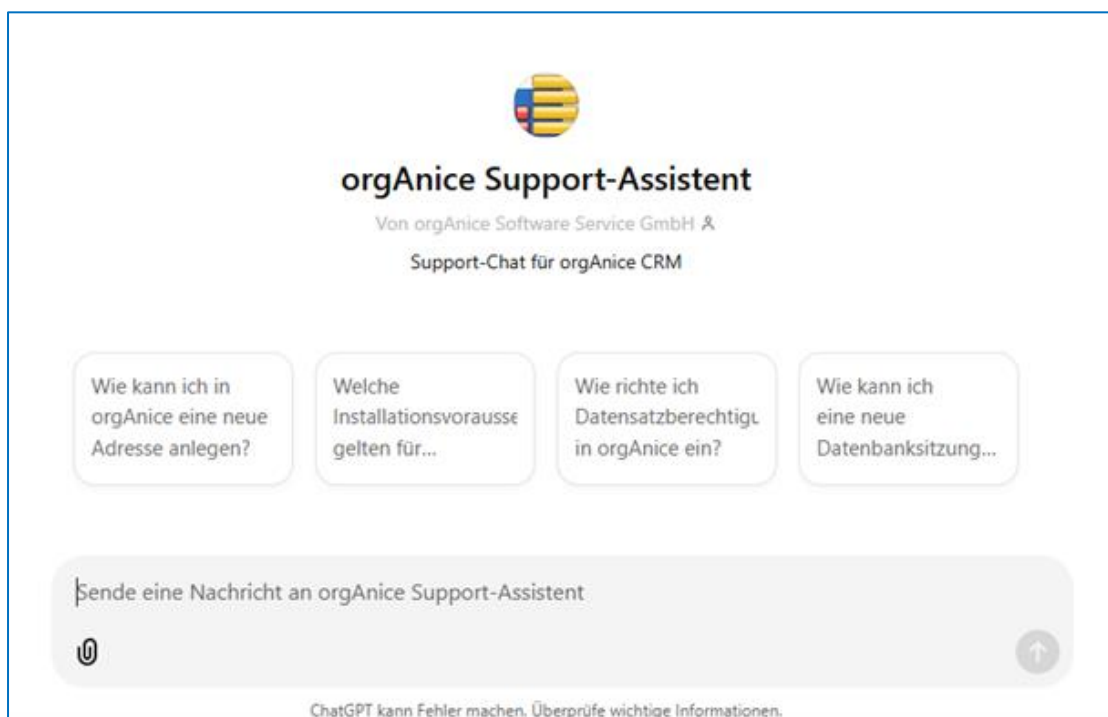 orgAnice Support-Assistent
Von orgAnice Software Service GmbH
Support-Chat für orgAnice CRM
Wie kann ich in
orgAnice eine neue
Adresse anlegen?
Welche
Installationsvorausse
gelten für...
Wie richte ich
Datensatzberechtigu
in orgAnice ein?
Wie kann ich
eine neue
Datenbanksitzung...
Sende eine Nachricht an orgAnice Support-Assistent
ChatGPT kann Fehler machen. Überprüfe wichtige Informationen.